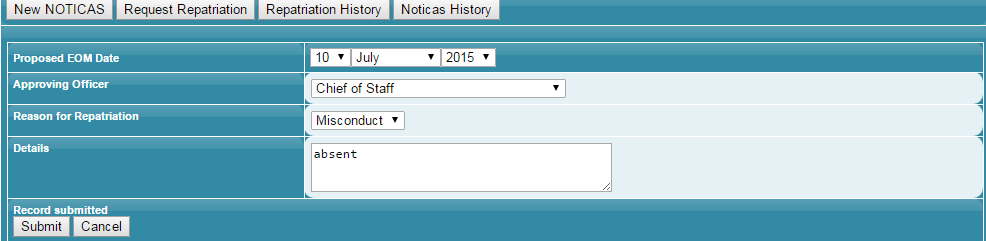 New NOTICAS Request Repatriation Repatriation History Noticas History
Proposed EOM Date 10 July 2015
Approving Officer Chief of Staff
Reason for Repatriation Misconduct
Details absent
Record submitted
Submit Cancel